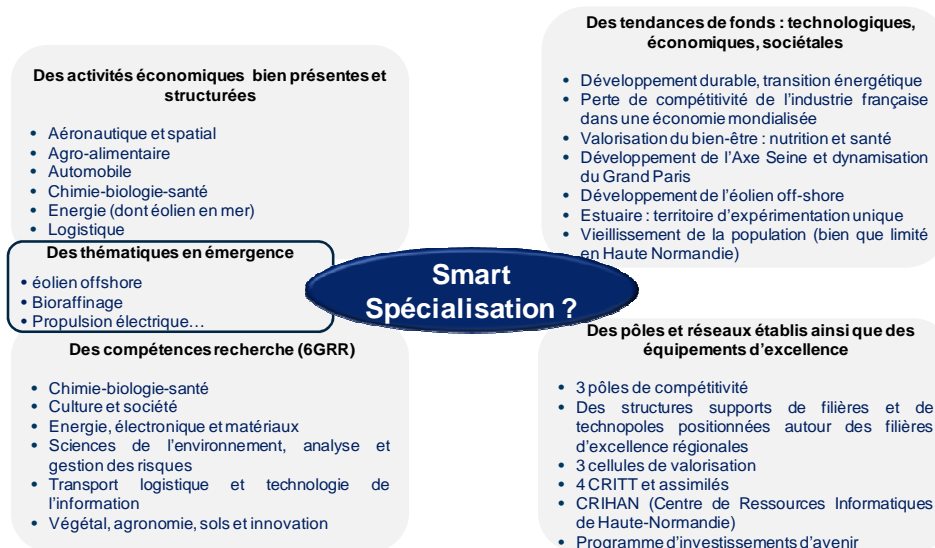 Des activités économiques bien présentes et
structurées
• Aéronautique et spatial
• Agro-alimentaire
• Automobile
• Chimie-biologie-santé
• Energie (dont éolien en mer)
• Logistique
Des thématiques en émergence
• éolien offshore
• Bioraffinage
• Propulsion électrique…
Des compétences recherche (6GRR)
• Chimie-biologie-santé
• Culture et société
• Energie, électronique et matériaux
• Sciences de l’environnement, analyse et
gestion des risques
• Transport logistique et technologie de
l’information
• Végétal, agronomie, sols et innovation
Smart
Spécialisation ?
Des tendances de fonds : technologiques,
économiques, sociétales
• Développement durable, transition énergétique
• Perte de compétitivité de l’industrie française
dans une économie mondialisée
• Valorisation du bien-être : nutrition et santé
• Développement de l’Axe Seine et dynamisation
du Grand Paris
• Développement de l’éolien off-shore
• Estuaire : territoire d’expérimentation unique
• Vieillissement de la population (bien que limité
en Haute Normandie)
Des pôles et réseaux établis ainsi que des
équipements d’excellence
• 3 pôles de compétitivité
• Des structures supports de filières et de
technopoles positionnées autour des filières
d’excellence régionales
• 3 cellules de valorisation
• 4 CRITT et assimilés
• CRIHAN (Centre de Ressources Informatiques
de Haute-Normandie)
• Programme d’investissements d’avenir